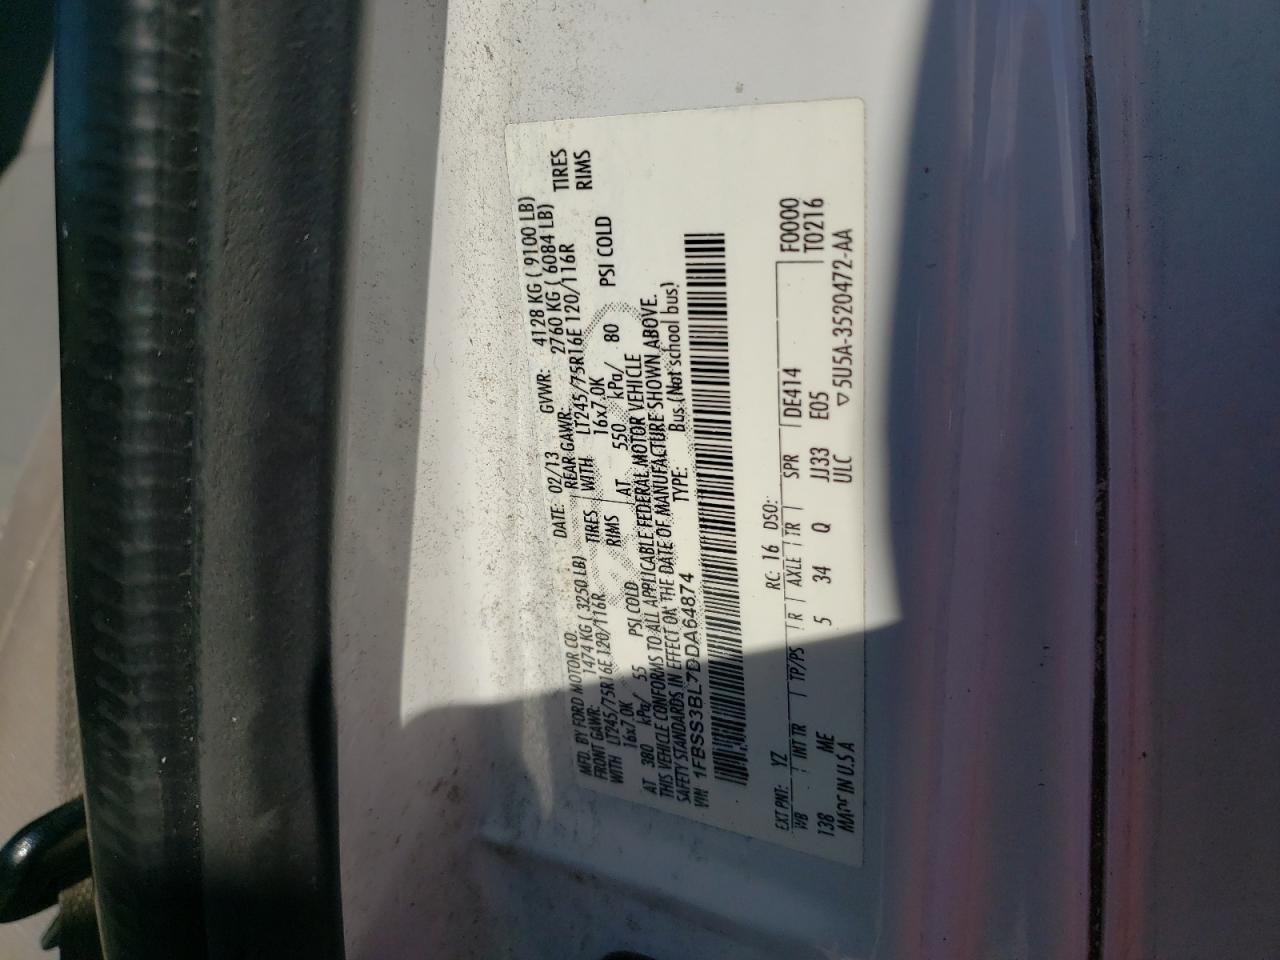 MFD. BY FORD MOTOR CO. DATE: 02/13 GVWR: 4128 KG ( 9100 LB)
FRONT GAWR: 1474 KG ( 3250 LB) REAR GAWR: 2760 KG ( 6084 LB)
WITH LT245/75R16E 120/116R TIRES WITH LT245/75R16E 120/116R TIRES
16x7.0K RIMS 16x7.0K RIMS
AT 380 kPa/ 55 PSI COLD AT 550 kPa/ 80 PSI COLD
THIS VEHICLE CONFORMS TO ALL APPLICABLE FEDERAL MOTOR VEHICLE
SAFETY STANDARDS IN EFFECT ON THE DATE OF MANUFACTURE SHOWN ABOVE.
VIN 1FBSS3BL7DDA64874 TYPE: Bus (Not school bus)
EXT PNT: YZ RC: 16 DSO: F0000
WB INT TR TP/PS R AXLE TR SPR DE414 T0216
138 ME 5 34 Q JJ33 E05
MADE IN U.S.A ULC ▽5U5A-3520472-AA